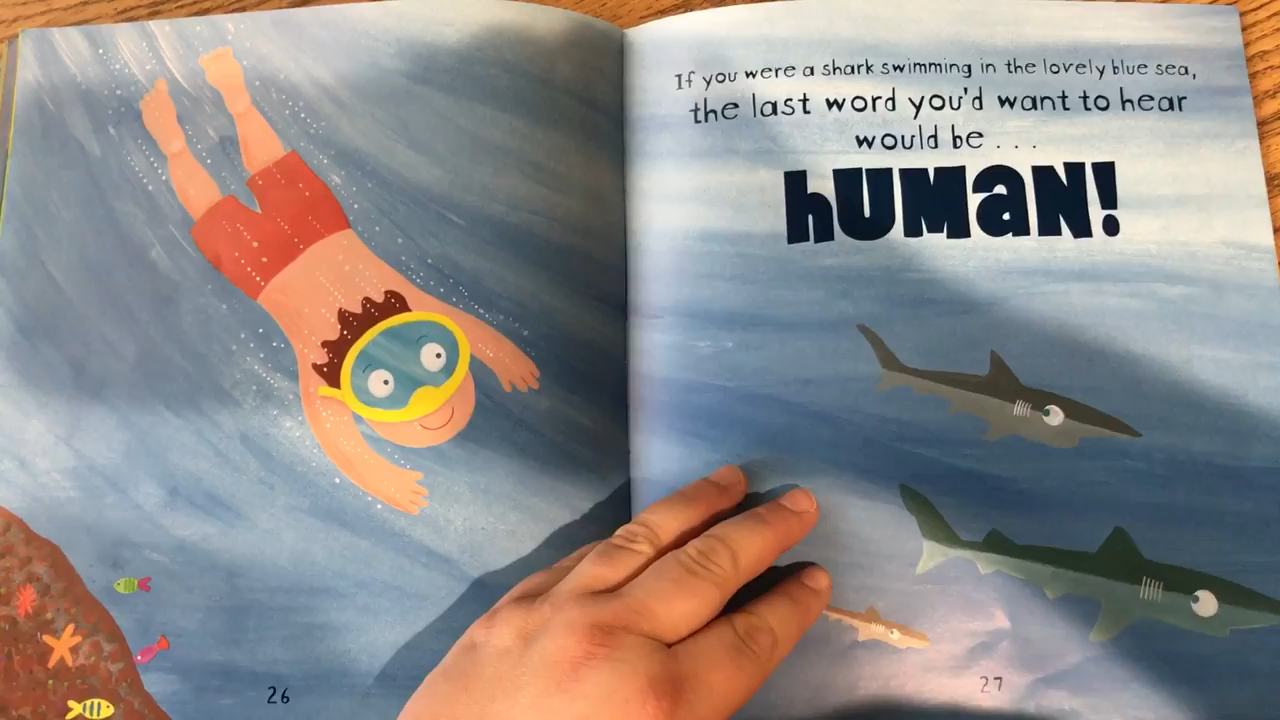 If you were a shark swimming in the lovely blue sea,
the last word you'd want to hear
would be . . .
hUMaN!
26
27